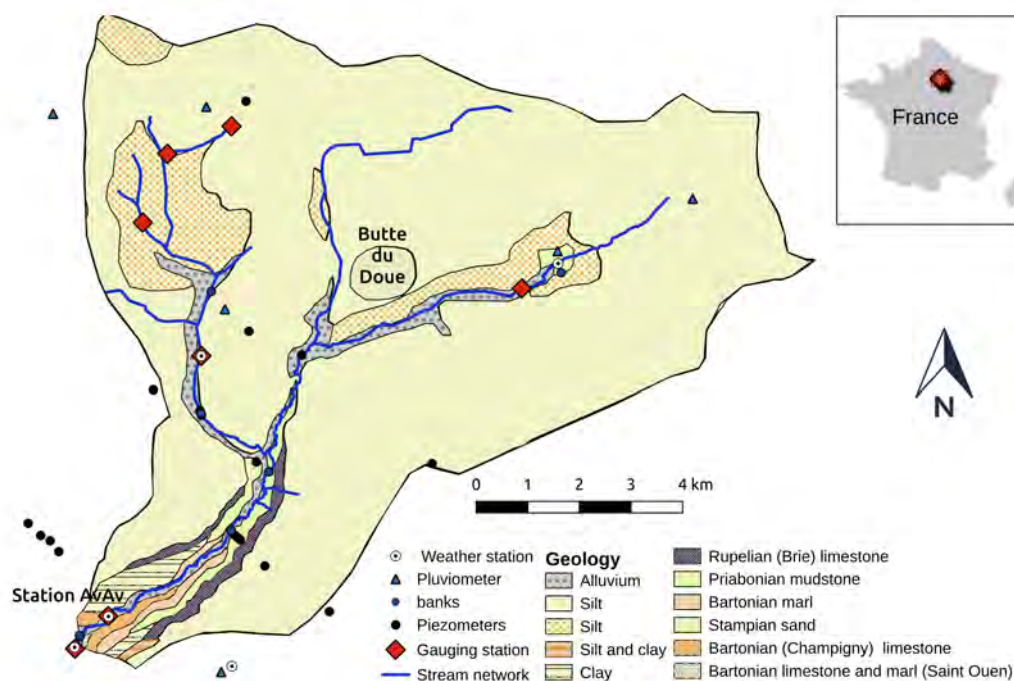 France
Butte
du
Doue
N
0 1 2 3 4 km
Station AvAv
Weather station
Pluviometer
banks
Piezometers
Gauging station
Stream network
Geology
Alluvium
Silt
Silt
Silt and clay
Clay
Rupelian (Brie) limestone
Priabonian mudstone
Bartonian marl
Stampian sand
Bartonian (Champigny) limestone
Bartonian limestone and marl (Saint Ouen)